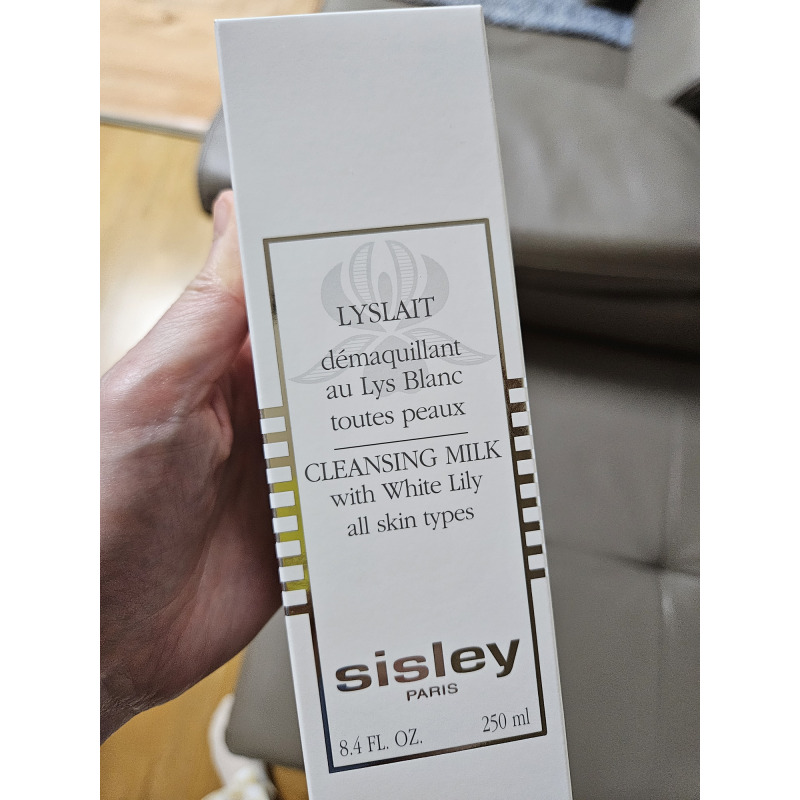 LYSLAIT
démaquillant
au Lys Blanc
toutes peaux
CLEANSING MILK
with White Lily
all skin types
sisley
PARIS
8.4 FL. OZ. 250 ml